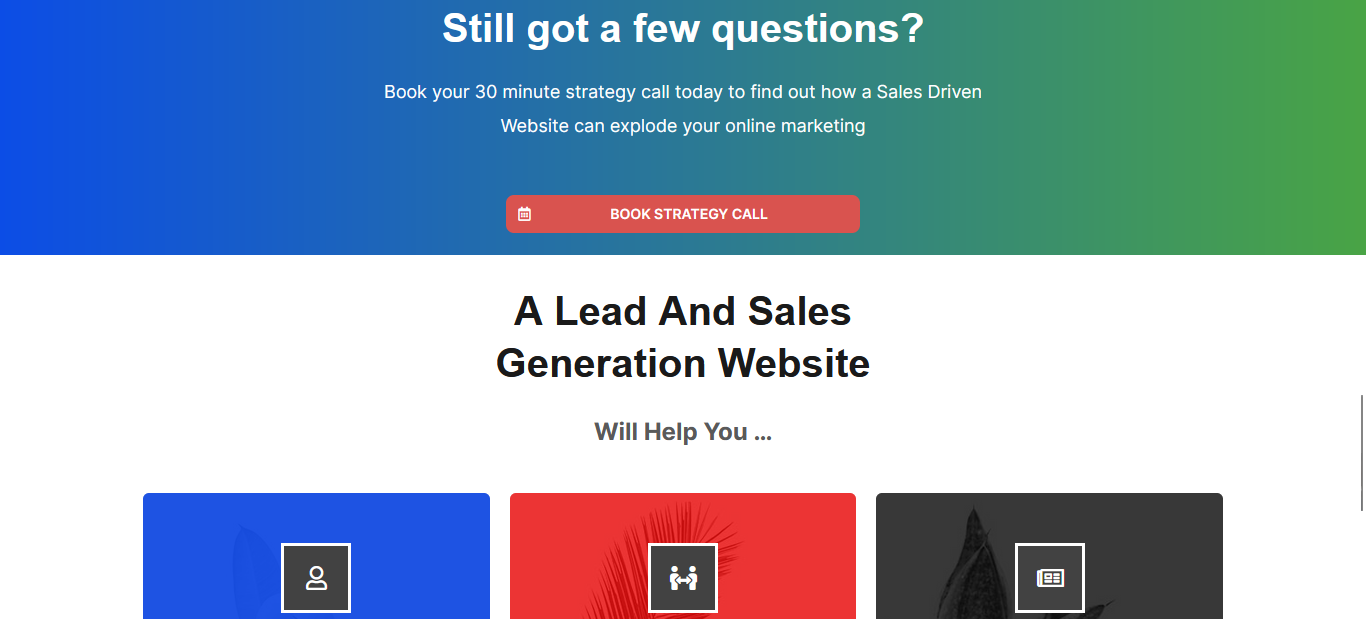 Still got a few questions?
Book your 30 minute strategy call today to find out how a Sales Driven
Website can explode your online marketing
BOOK STRATEGY CALL
A Lead And Sales
Generation Website
Will Help You ...